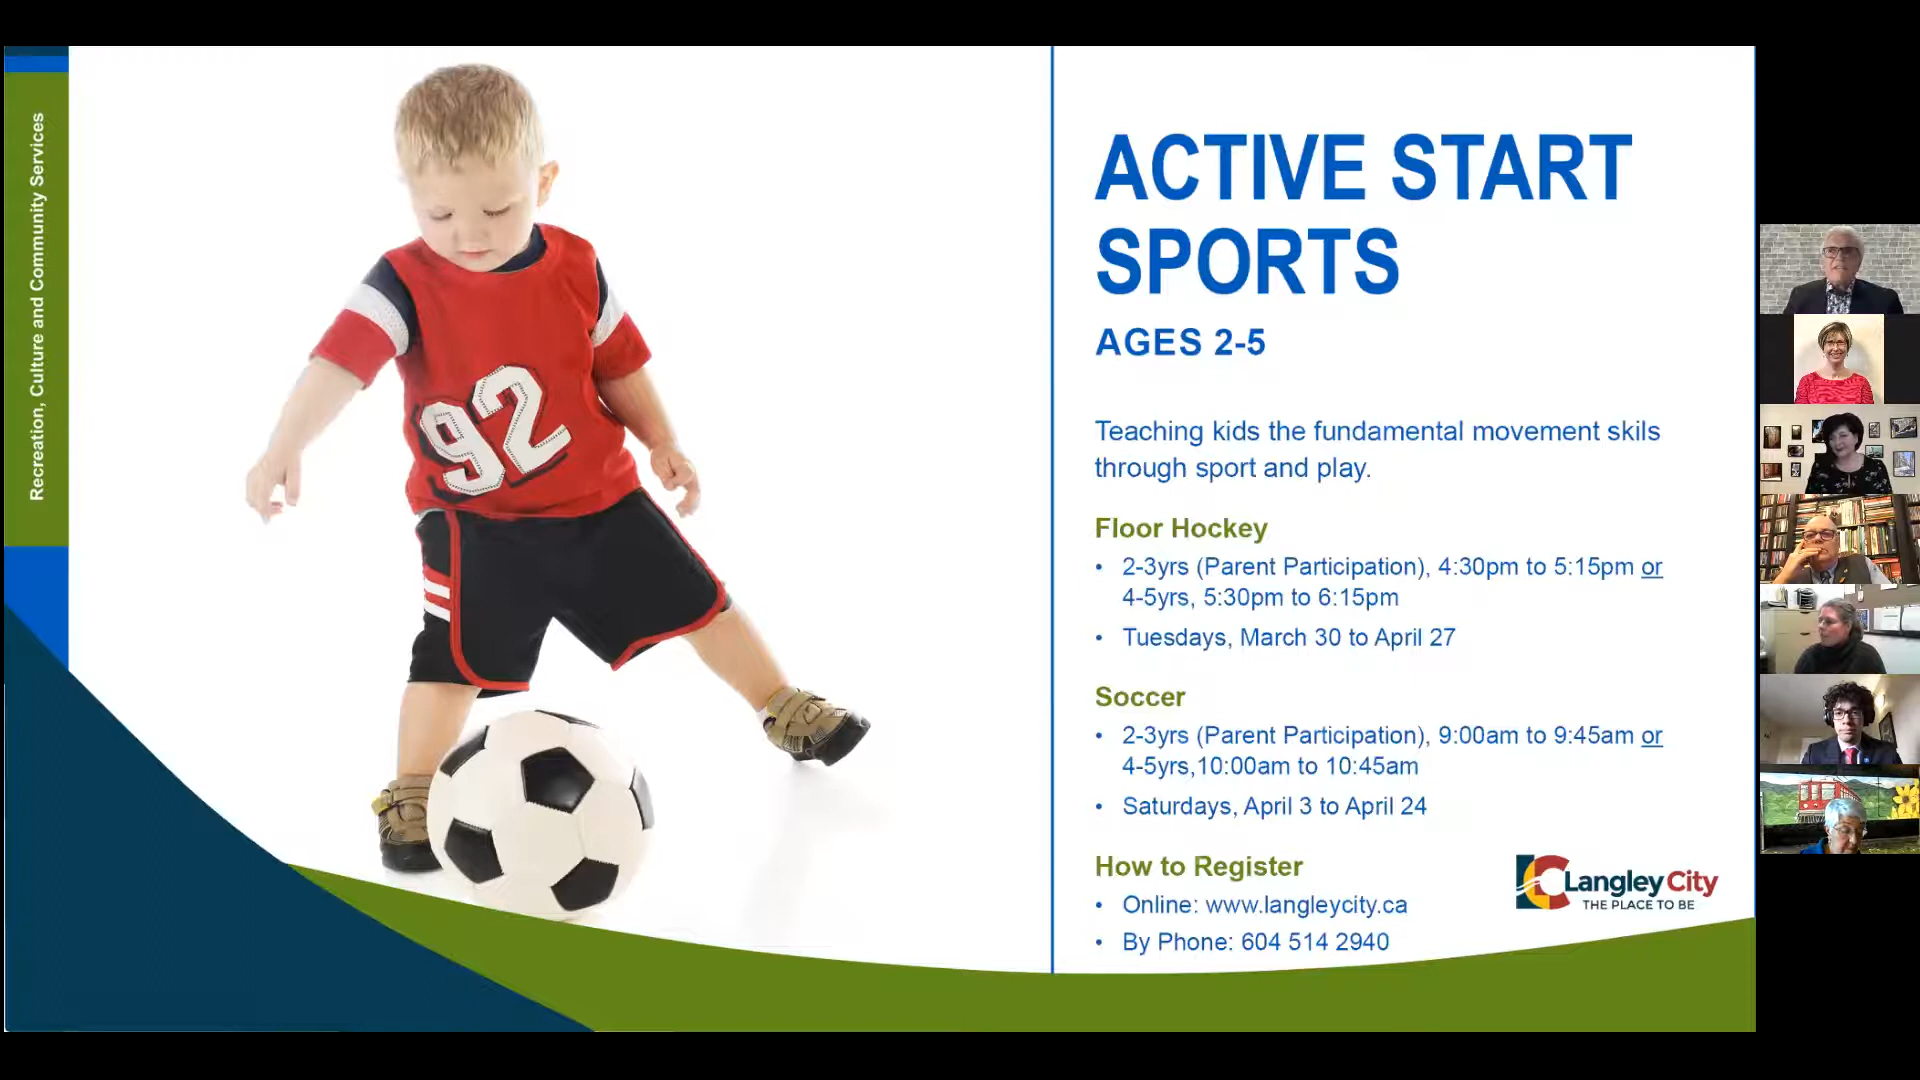 Recreation, Culture and Community Services
92
ACTIVE START
SPORTS
AGES 2-5
Teaching kids the fundamental movement skils
through sport and play.
Floor Hockey
• 2-3yrs (Parent Participation), 4:30pm to 5:15pm or
4-5yrs, 5:30pm to 6:15pm
• Tuesdays, March 30 to April 27
Soccer
• 2-3yrs (Parent Participation), 9:00am to 9:45am or
4-5yrs,10:00am to 10:45am
• Saturdays, April 3 to April 24
How to Register
• Online: www.langleycity.ca
• By Phone: 604 514 2940
LC Langley City
THE PLACE TO BE